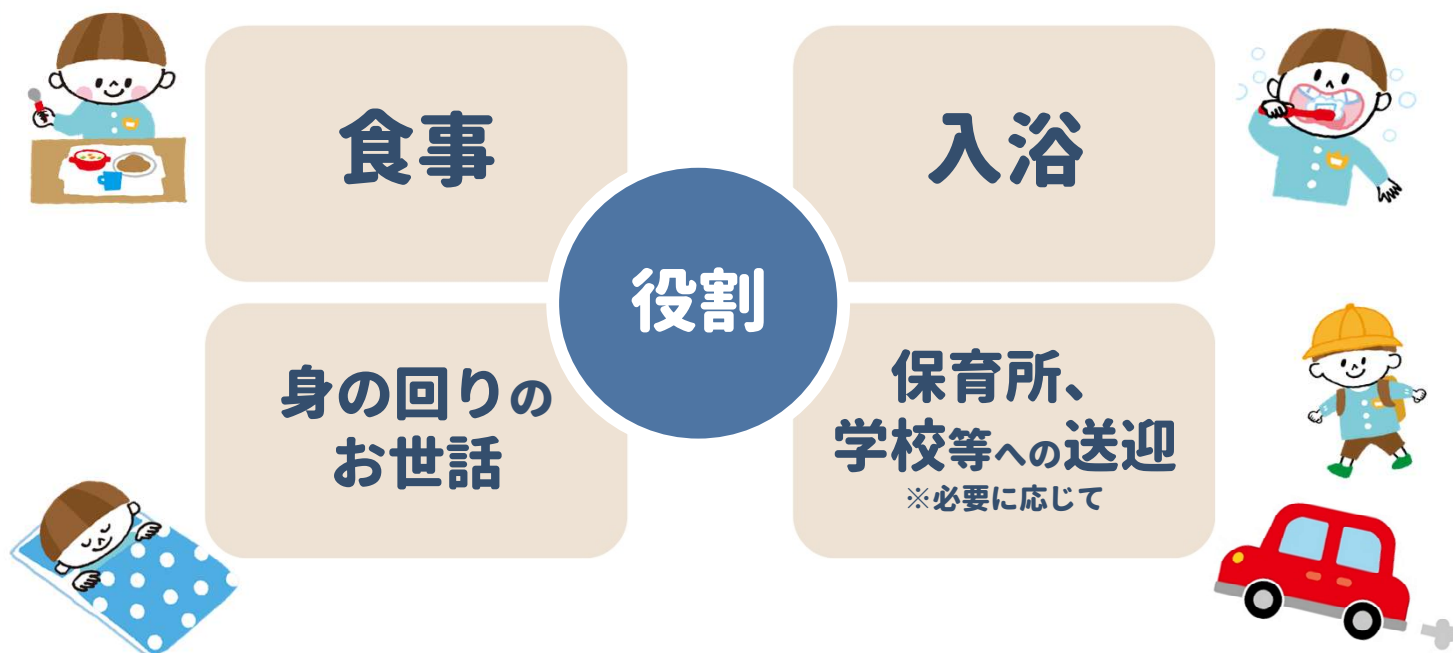 食事
入浴
役割
身の回りの
お世話
保育所、
学校等への送迎
※必要に応じて